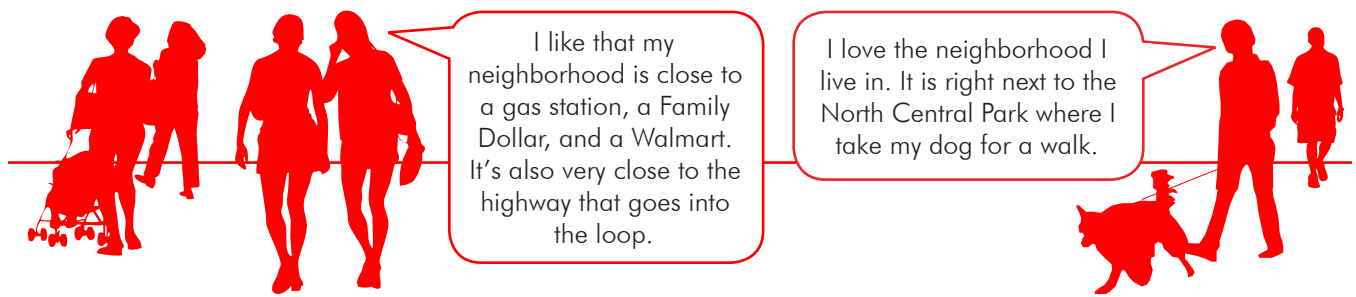 I like that my
neighborhood is close to
a gas station, a Family
Dollar, and a Walmart.
It’s also very close to the
highway that goes into
the loop.
I love the neighborhood I
live in. It is right next to the
North Central Park where I
take my dog for a walk.